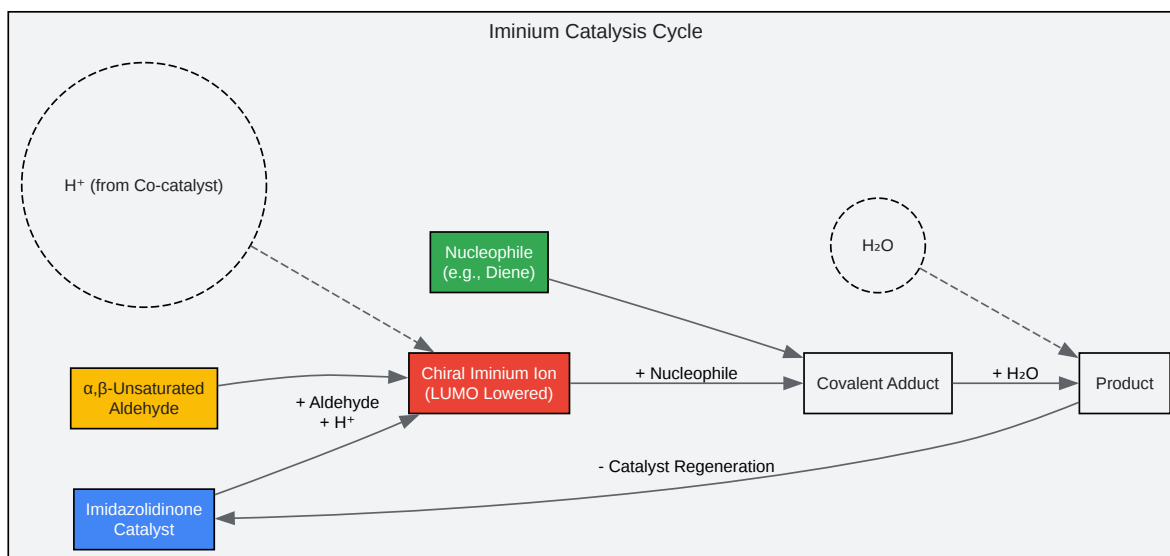 Iminium Catalysis Cycle
H⁺ (from Co-catalyst)
Nucleophile
(e.g., Diene)
H₂O
α,β-Unsaturated
Aldehyde
Chiral Iminium Ion
(LUMO Lowered)
+ Nucleophile
Covalent Adduct
+ H₂O
Product
+ Aldehyde
+ H⁺
- Catalyst Regeneration
Imidazolidinone
Catalyst